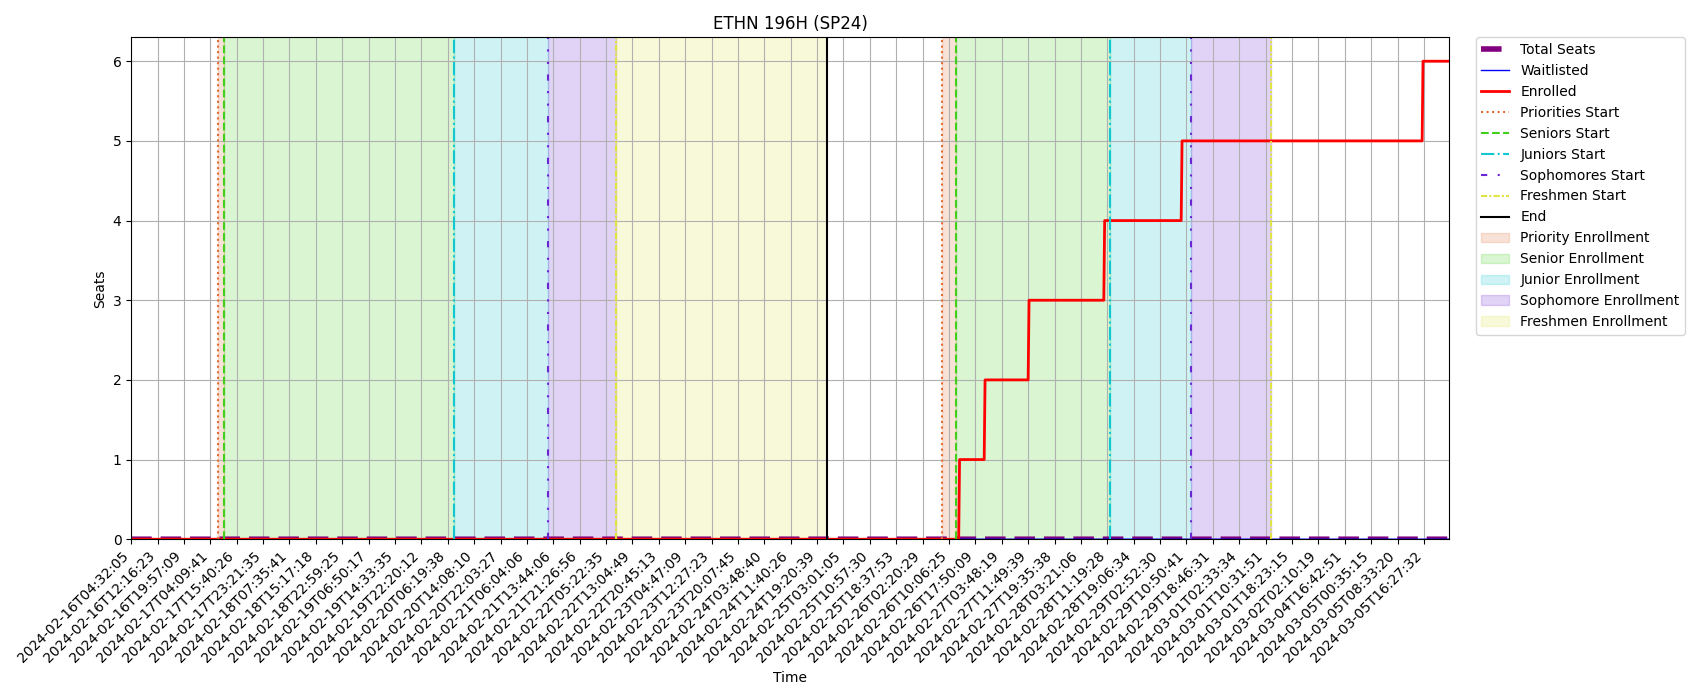 ETHN 196H (SP24)
Seats
6
5
4
3
2
1
0
2024-02-16T04:32:05
2024-02-16T12:16:23
2024-02-16T19:57:09
2024-02-17T04:09:41
2024-02-17T15:40:26
2024-02-17T23:21:35
2024-02-18T07:35:41
2024-02-18T15:17:18
2024-02-18T22:59:25
2024-02-19T06:50:17
2024-02-19T14:33:35
2024-02-19T22:20:12
2024-02-20T06:19:38
2024-02-20T14:08:10
2024-02-20T22:03:27
2024-02-21T06:04:06
2024-02-21T13:44:06
2024-02-21T21:26:56
2024-02-22T05:22:35
2024-02-22T13:04:49
2024-02-22T20:45:13
2024-02-23T04:47:09
2024-02-23T12:27:23
2024-02-23T20:07:45
2024-02-24T03:48:40
2024-02-24T11:40:26
2024-02-24T19:20:39
2024-02-25T03:01:05
2024-02-25T10:57:30
2024-02-25T18:37:53
2024-02-26T02:20:29
2024-02-26T10:06:25
2024-02-26T17:50:09
2024-02-27T03:48:19
2024-02-27T11:49:39
2024-02-27T19:35:38
2024-02-28T03:21:06
2024-02-28T11:19:28
2024-02-28T19:06:34
2024-02-29T02:52:30
2024-02-29T10:50:41
2024-02-29T18:46:31
2024-03-01T02:33:34
2024-03-01T10:31:51
2024-03-01T18:23:15
2024-03-02T02:10:19
2024-03-04T16:42:51
2024-03-05T00:35:15
2024-03-05T08:33:20
2024-03-05T16:27:32
Time
Total Seats
Waitlisted
Enrolled
Priorities Start
Seniors Start
Juniors Start
Sophomores Start
Freshmen Start
End
Priority Enrollment
Senior Enrollment
Junior Enrollment
Sophomore Enrollment
Freshmen Enrollment